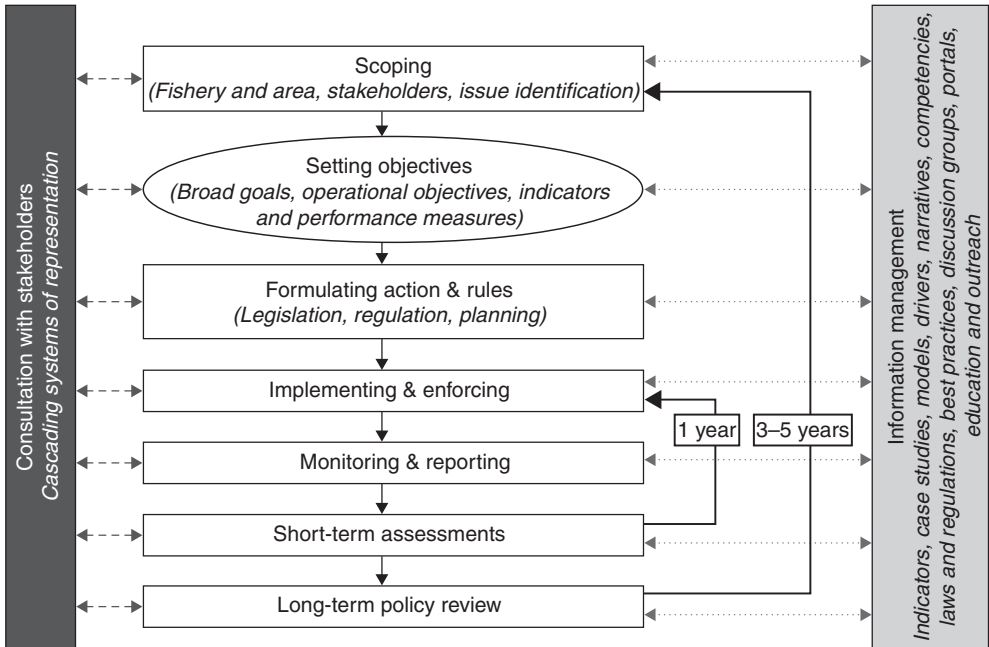 Consultation with stakeholders
Cascading systems of representation
Scoping
(Fishery and area, stakeholders, issue identification)
Setting objectives
(Broad goals, operational objectives, indicators
and performance measures)
Formulating action & rules
(Legislation, regulation, planning)
Implementing & enforcing
1 year
3–5 years
Monitoring & reporting
Short-term assessments
Long-term policy review
Information management
Indicators, case studies, models, drivers, narratives, competencies,
laws and regulations, best practices, discussion groups, portals,
education and outreach